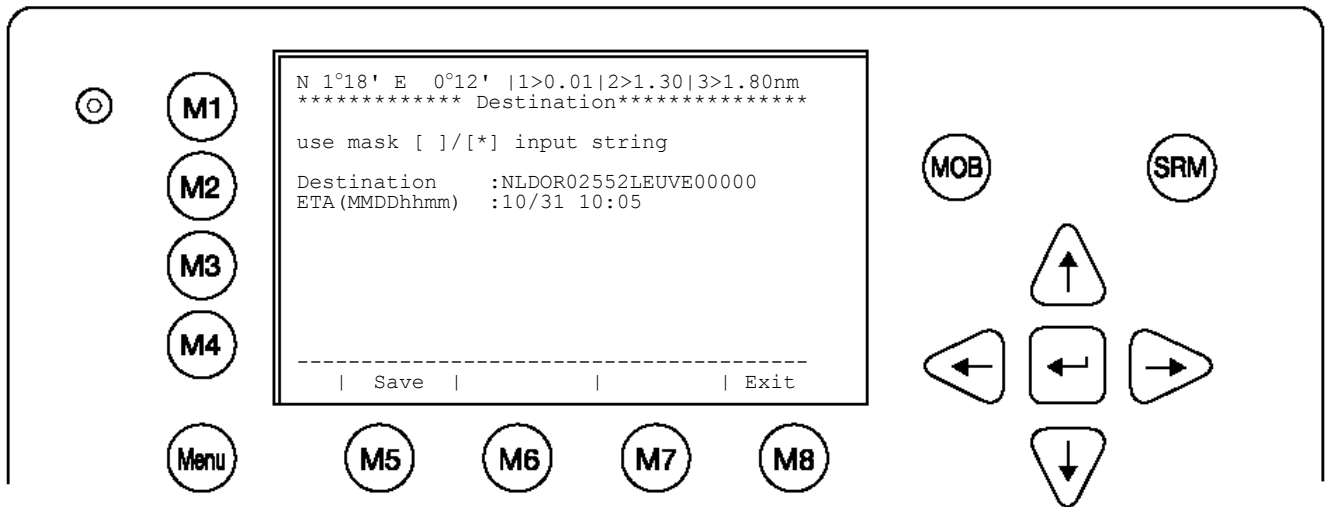 N 1°18' E  0°12' |1>0.01|2>1.30|3>1.80nm
************* Destination***************
use mask [ ]/[*] input string
Destination    :NLDOR02552LEUVE00000
ETA(MMDDhhmm)  :10/31 10:05
----------------------------------------
| Save |          |         | Exit
M1
M2
M3
M4
Menu
M5
M6
M7
M8
MOB
SRM